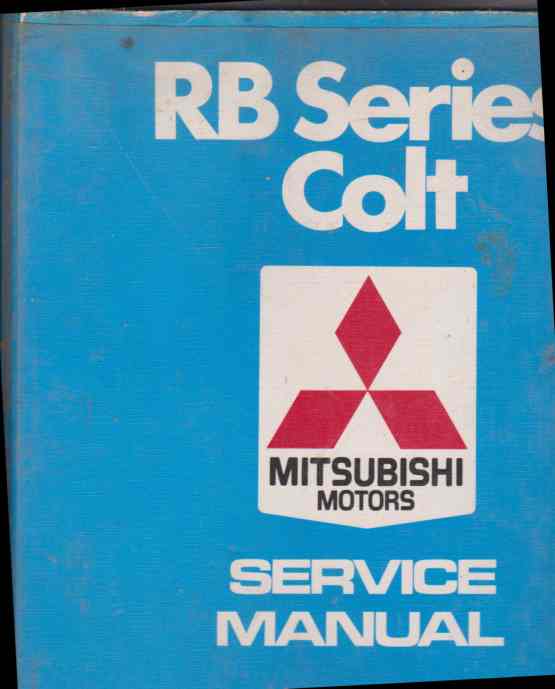 RB Series
Colt
MITSUBISHI
MOTORS
SERVICE
MANUAL